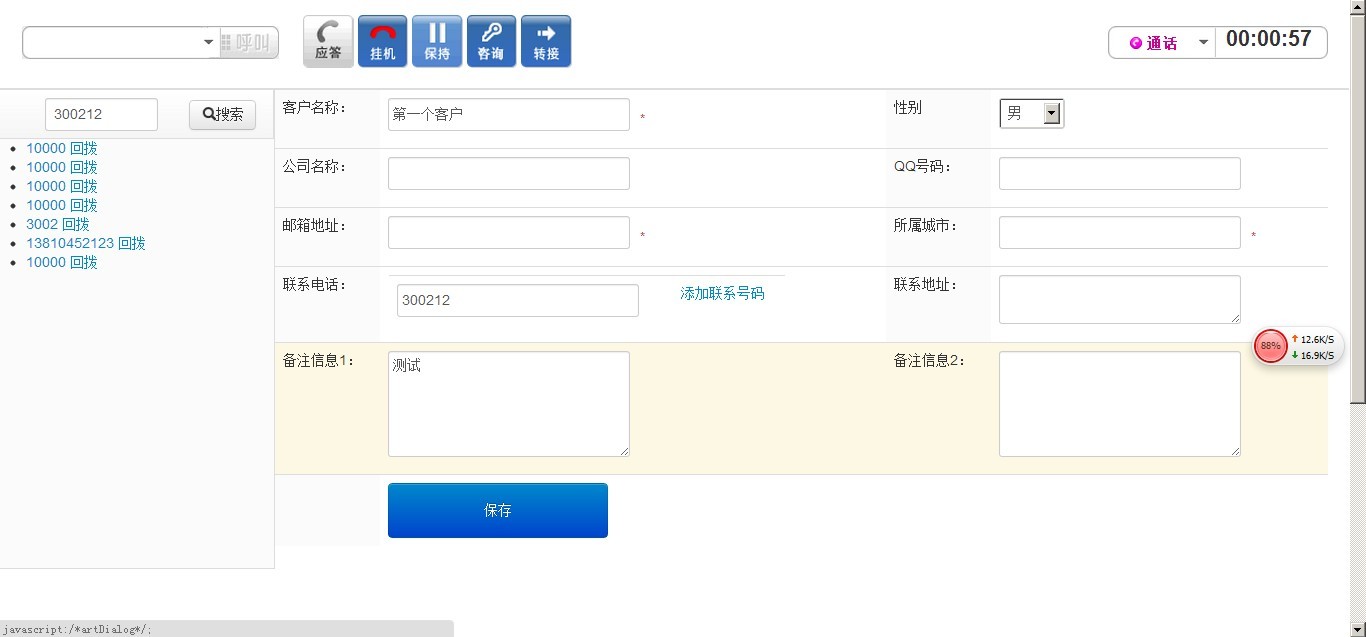 呼叫
应答 挂机 保持 咨询 转接
通话 00:00:57
300212 搜索
10000 回拨
10000 回拨
10000 回拨
10000 回拨
3002 回拨
13810452123 回拨
10000 回拨
客户名称： 第一个客户 * 性别 男
公司名称： QQ号码：
邮箱地址： * 所属城市： *
联系电话： 300212 添加联系号码 联系地址：
88% 12.6K/S
16.9K/S
备注信息1： 测试 备注信息2：
保存
javascript:/*artDialog*/;